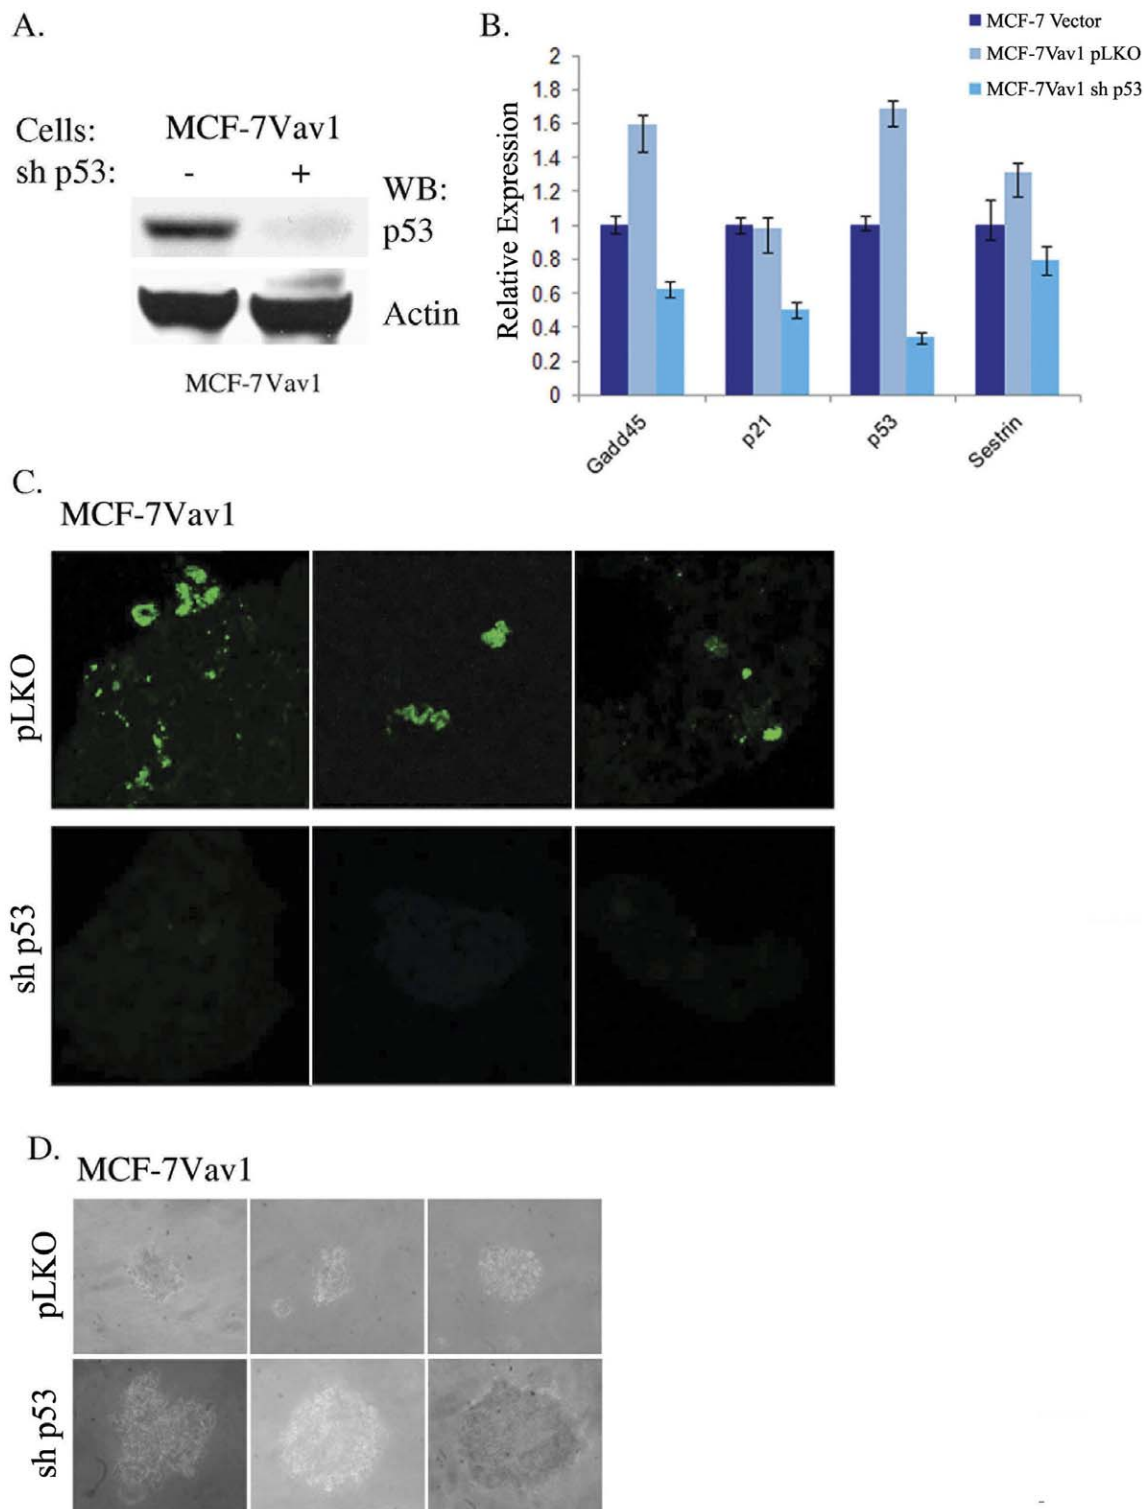 A.
Cells: MCF-7Vav1
sh p53: - +
WB:
p53
Actin
MCF-7Vav1
B.
MCF-7 Vector
MCF-7Vav1 pLKO
MCF-7Vav1 sh p53
Relative Expression
2
1.8
1.6
1.4
1.2
1
0.8
0.6
0.4
0.2
0
Gadd45 p21 p53 Sestrin
C.
MCF-7Vav1
pLKO
sh p53
D.
MCF-7Vav1
pLKO
sh p53